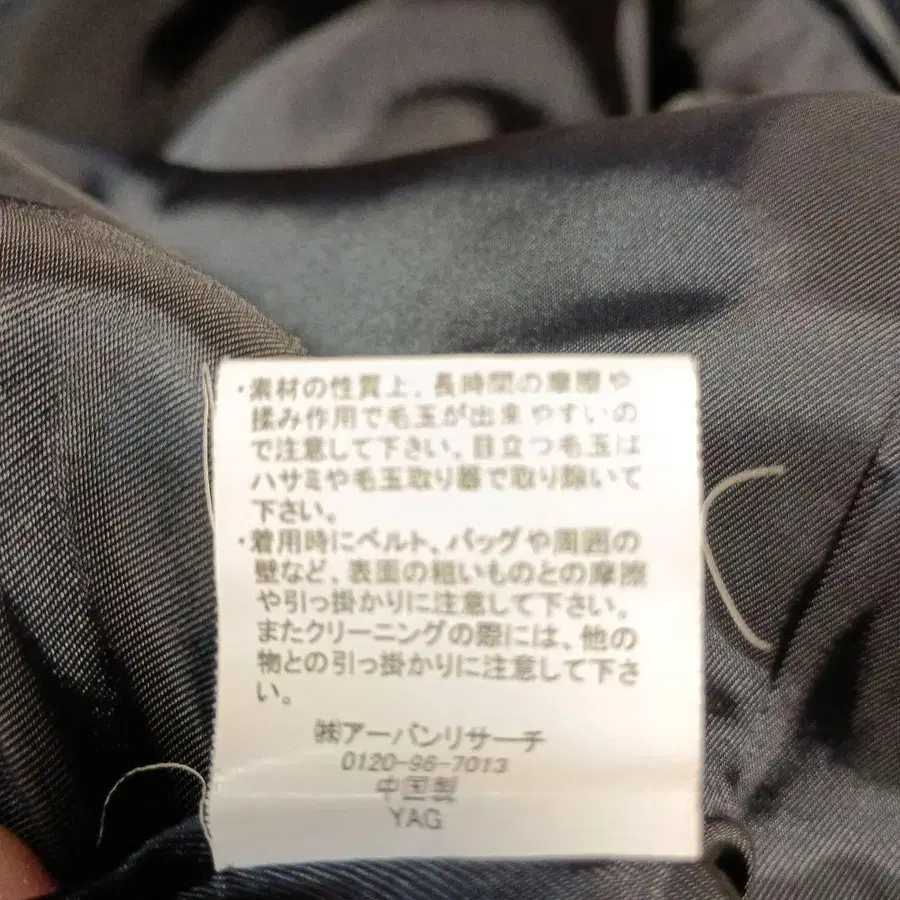 ・素材の性質上、長時間の摩擦や
揉み作用で毛玉が出来やすいの
で注意して下さい。目立つ毛玉は
ハサミや毛玉取り器で取り除いて
下さい。
・着用時にベルト、バッグや周囲の
壁など、表面の粗いものとの摩擦
や引っ掛かりに注意して下さい。
またクリーニングの際には、他の
物との引っ掛かりに注意して下さ
い。
㈱アーバンリサーチ
0120-96-7013
中国製
YAG